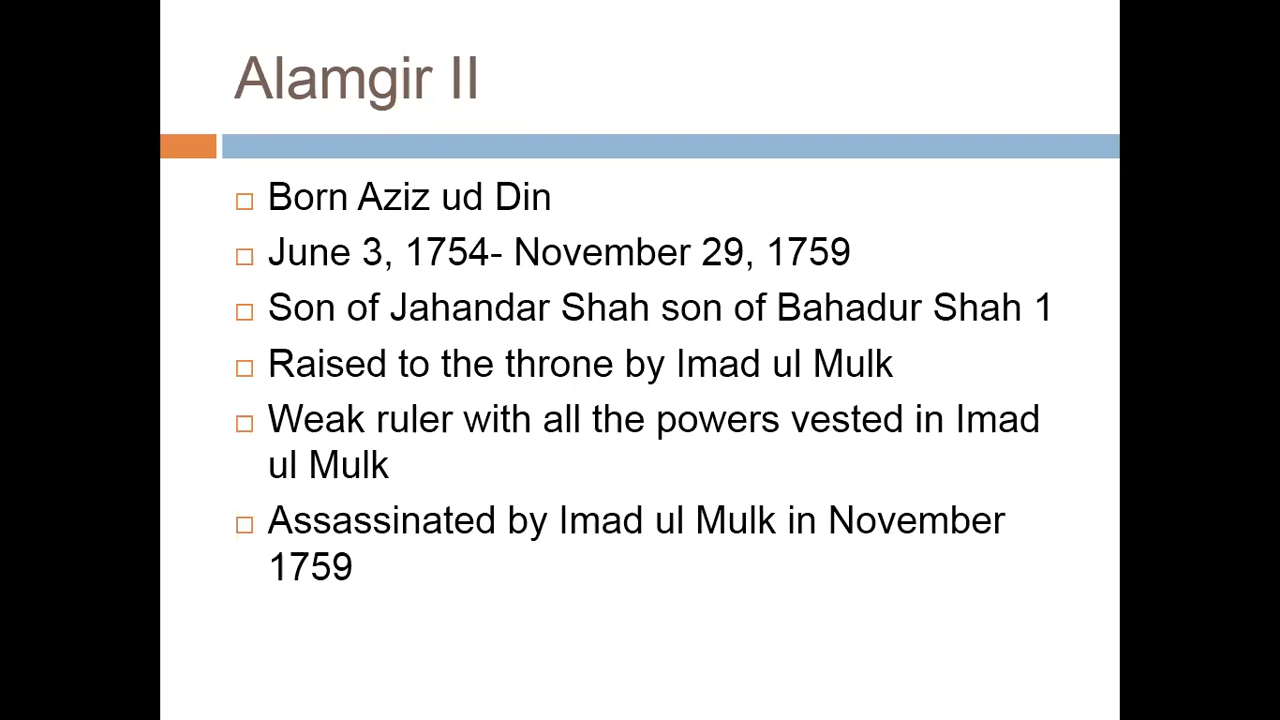 Alamgir II
Born Aziz ud Din
June 3, 1754- November 29, 1759
Son of Jahandar Shah son of Bahadur Shah 1
Raised to the throne by Imad ul Mulk
Weak ruler with all the powers vested in Imad
ul Mulk
Assassinated by Imad ul Mulk in November
1759